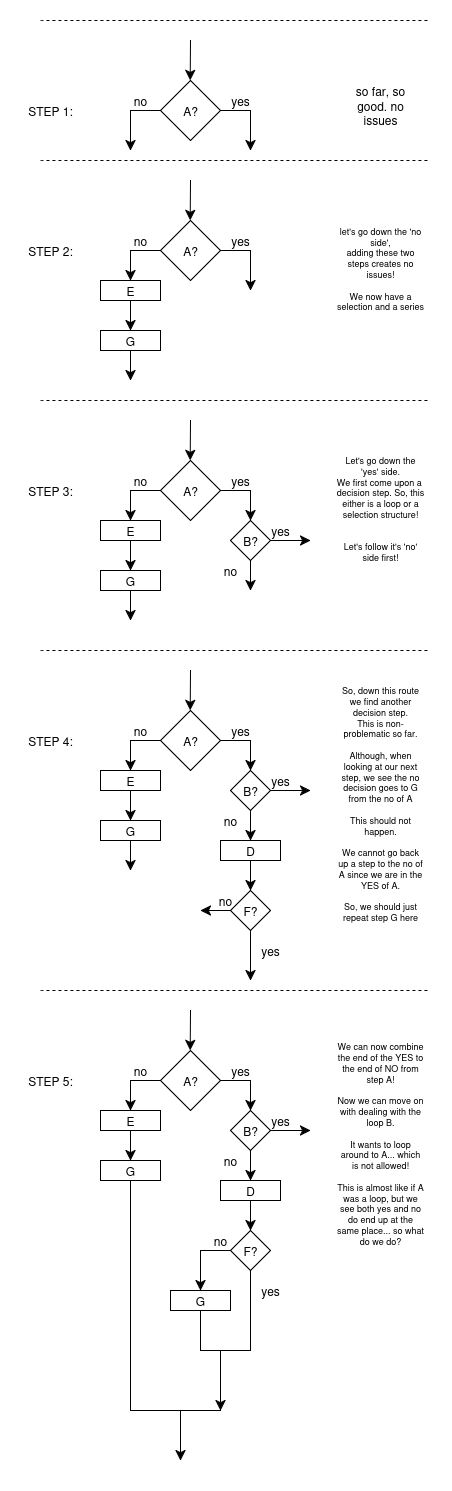 STEP 1:
no
A?
yes
so far, so
good. no
issues
STEP 2:
no
A?
yes
E
G
let's go down the 'no
side',
adding these two
steps creates no
issues!
We now have a
selection and a series
STEP 3:
no
A?
yes
E
B?
yes
G
no
Let's go down the
'yes' side.
We first come upon a
decision step. So, this
either is a loop or a
selection structure!
Let's follow it's 'no'
side first!
STEP 4:
no
A?
yes
E
B?
yes
G
no
D
no
F?
yes
So, down this route
we find another
decision step.
This is non-
problematic so far.
Although, when
looking at our next
step, we see the no
decision goes to G
from the no of A
This should not
happen.
We cannot go back
up a step to the no of
A since we are in the
YES of A.
So, we should just
repeat step G here
STEP 5:
no
A?
yes
E
B?
yes
G
no
D
no
F?
G
yes
We can now combine
the end of the YES to
the end of NO from
step A!
Now we can move on
with dealing with the
loop B.
It wants to loop
around to A... which
is not allowed!
This is almost like if A
was a loop, but we
see both yes and no
do end up at the
same place... so what
do we do?